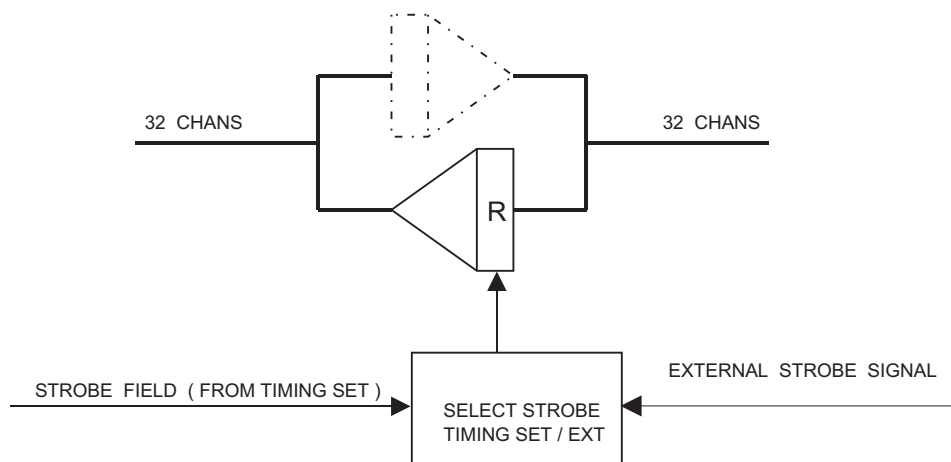 32 CHANS
32 CHANS
R
STROBE FIELD ( FROM TIMING SET )
EXTERNAL STROBE SIGNAL
SELECT STROBE
TIMING SET / EXT